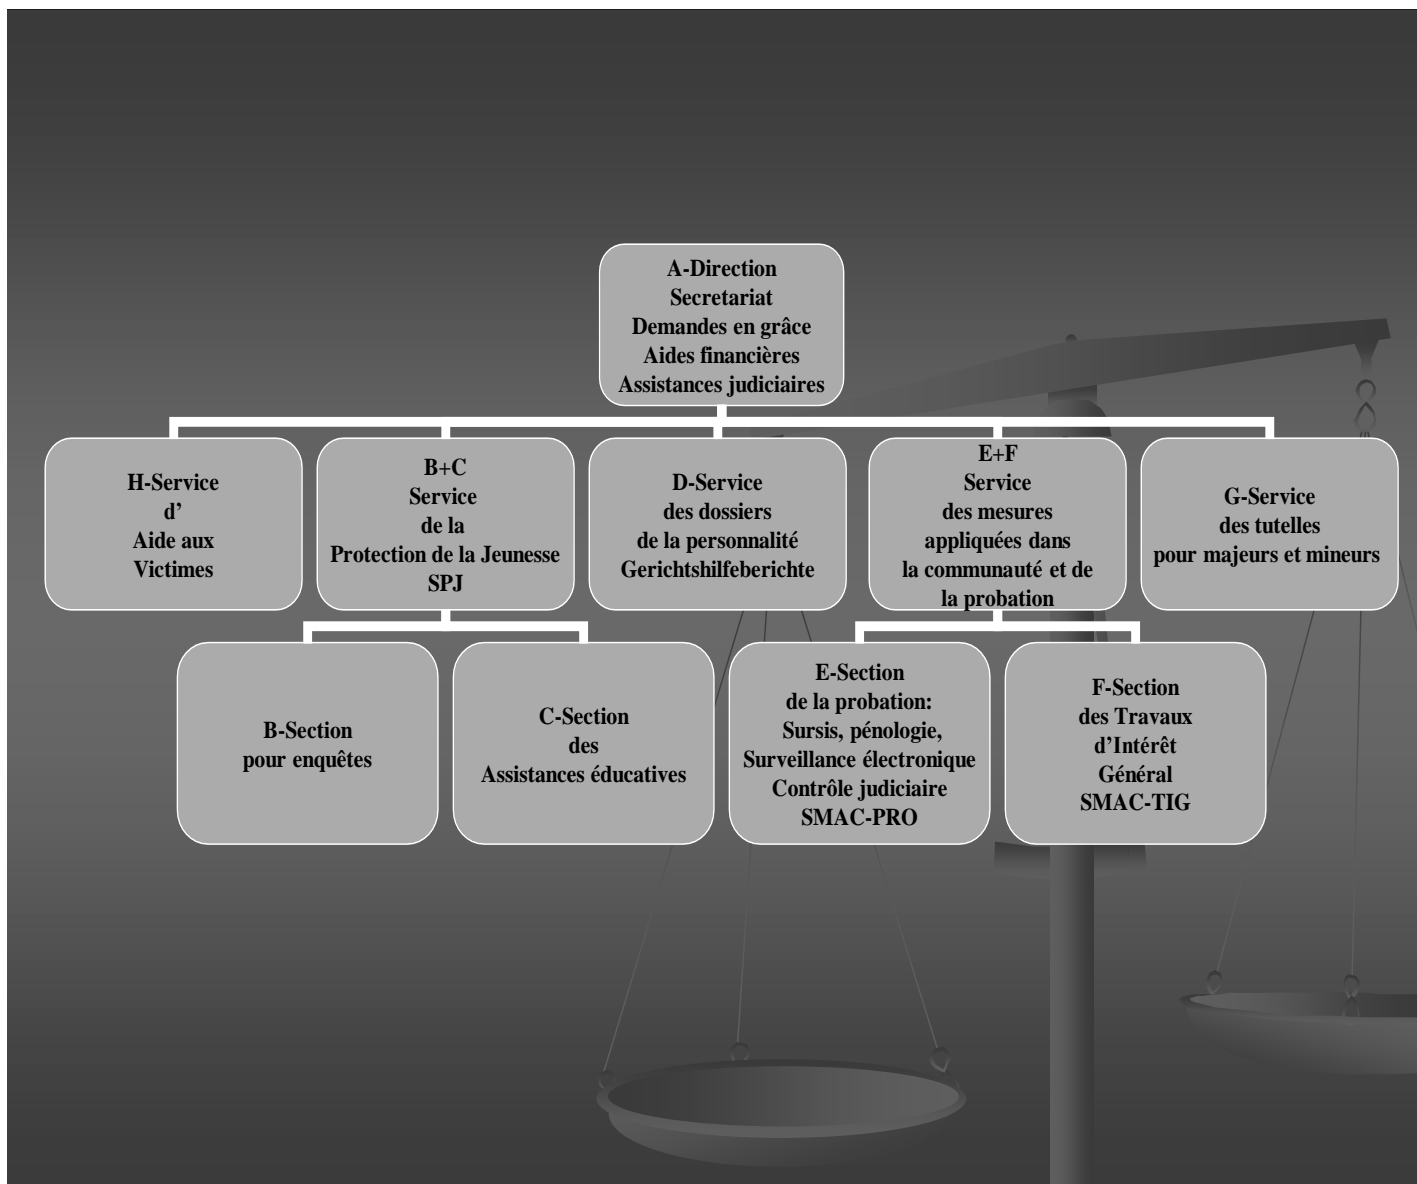 A-Direction
Secretariat
Demandes en grâce
Aides financières
Assistances judiciaires
H-Service
d’
Aide aux
Victimes
B+C
Service
de la
Protection de la Jeunesse
SPJ
D-Service
des dossiers
de la personnalité
Gerichtshilfeberichte
E+F
Service
des mesures
appliquées dans
la communauté et de
la probation
G-Service
des tutelles
pour majeurs et mineurs
B-Section
pour enquêtes
C-Section
des
Assistances éducatives
E-Section
de la probation:
Sursis, pénologie,
Surveillance électronique
Contrôle judiciaire
SMAC-PRO
F-Section
des Travaux
d’Intérêt
Général
SMAC-TIG